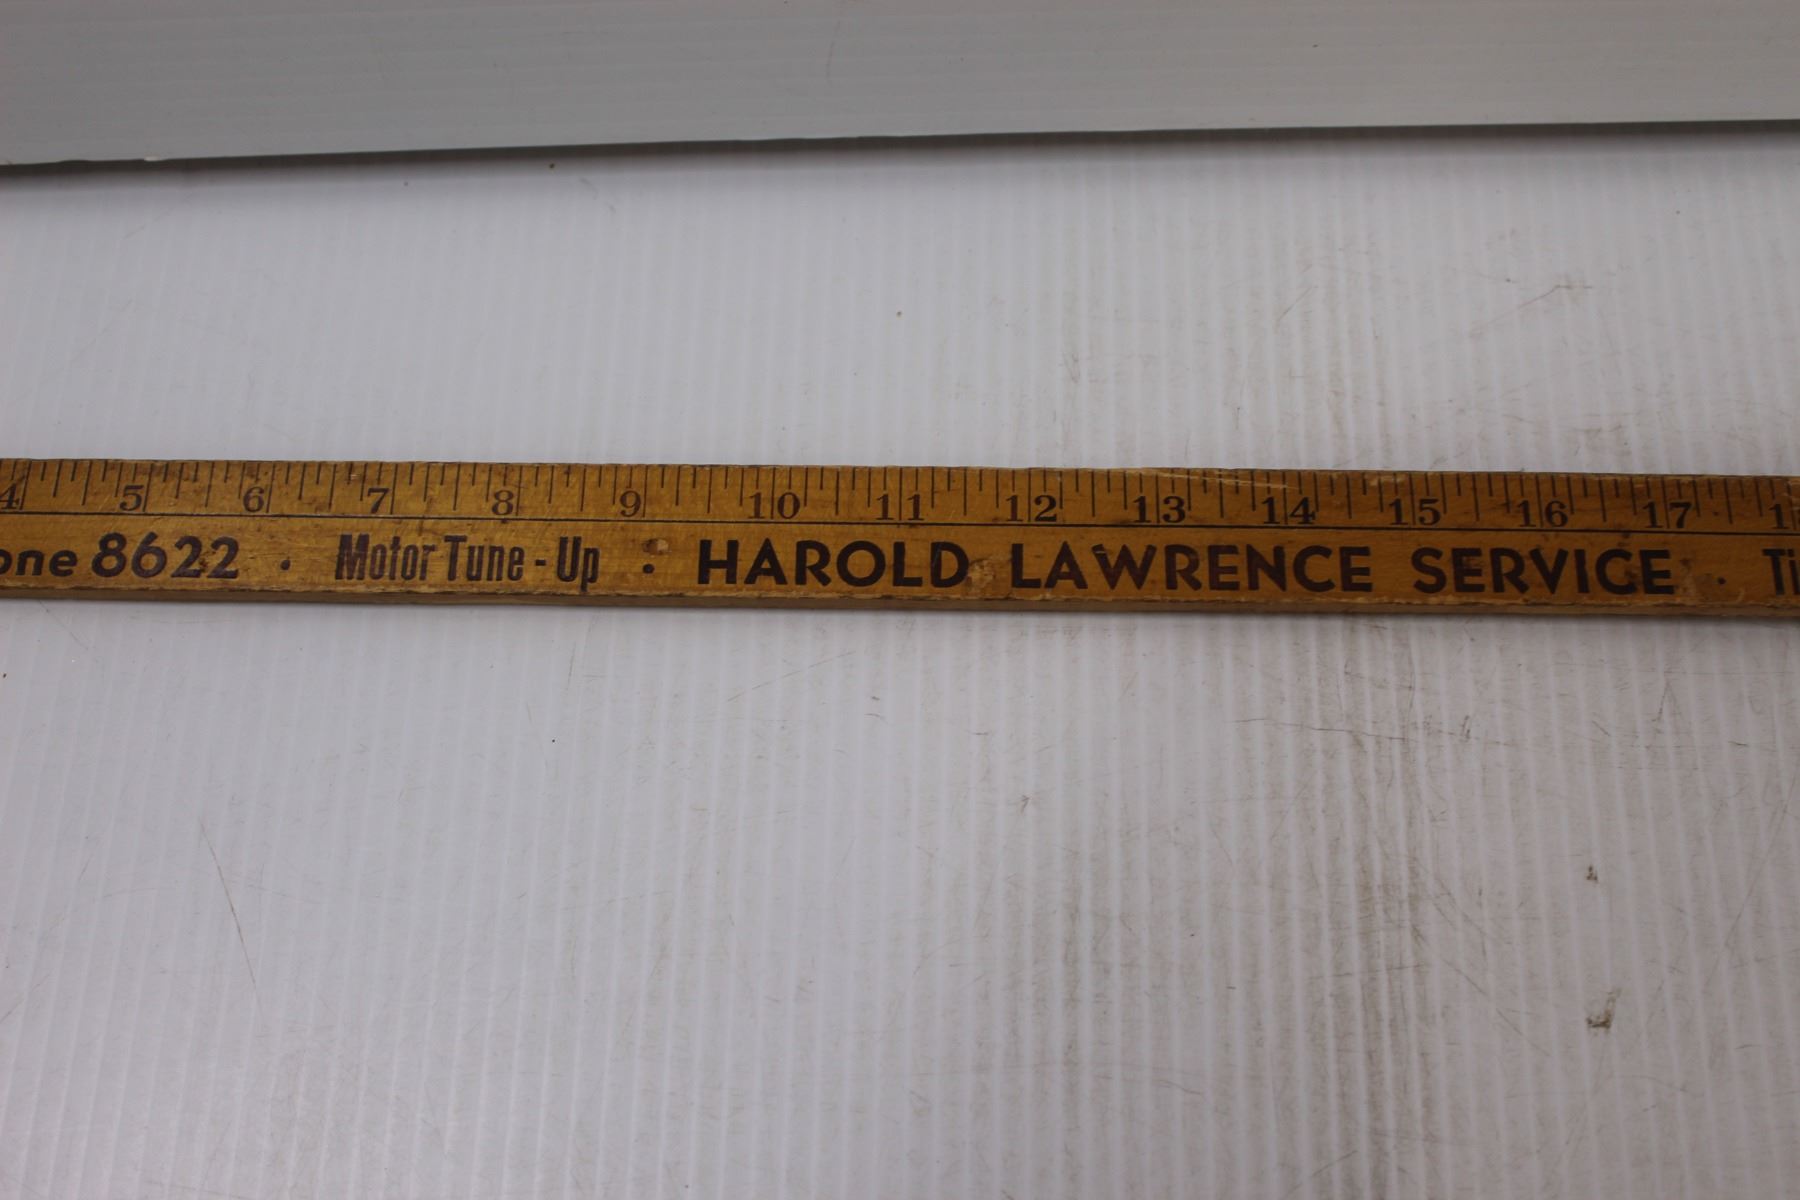 4 5 6 7 8 9 10 11 12 13 14 15 16 17
one 8622 · Motor Tune-Up · HAROLD LAWRENCE SERVICE · Ti